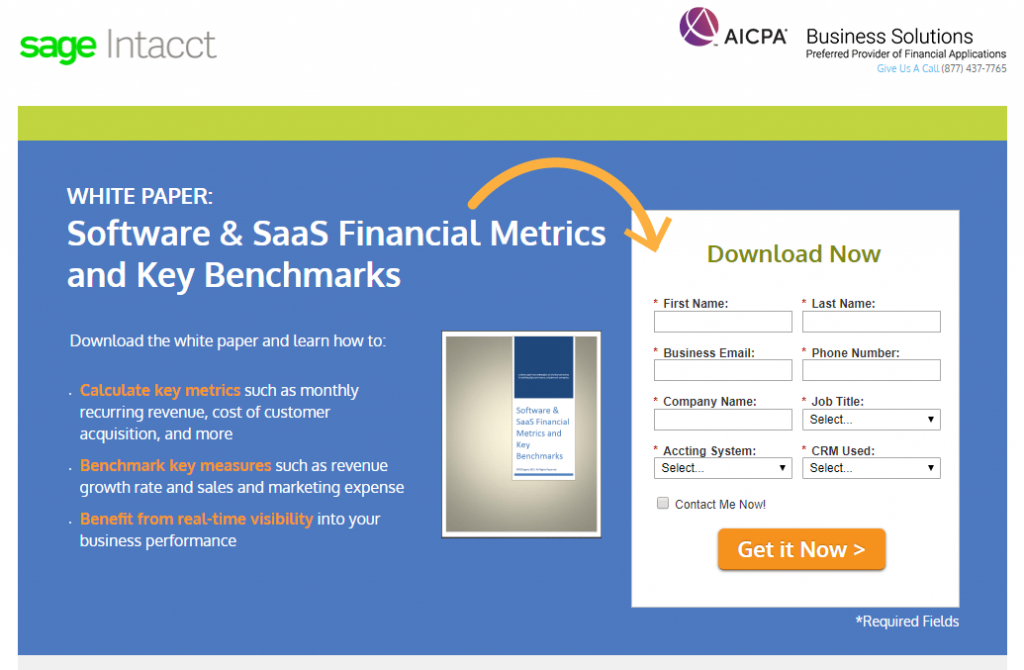 sage Intacct
AICPA
Business Solutions
Preferred Provider of Financial Applications
Give Us A Call (877) 437-7765
WHITE PAPER:
Software & SaaS Financial Metrics
and Key Benchmarks
Download the white paper and learn how to:
Calculate key metrics such as monthly
recurring revenue, cost of customer
acquisition, and more
Benchmark key measures such as revenue
growth rate and sales and marketing expense
Benefit from real-time visibility into your
business performance
Software &
SaaS Financial
Metrics and
Key
Benchmarks
Download Now
* First Name:
* Last Name:
* Business Email:
* Phone Number:
* Company Name:
* Job Title:
Select...
* Accting System:
* CRM Used:
Select...
Select...
Contact Me Now!
Get it Now >
*Required Fields